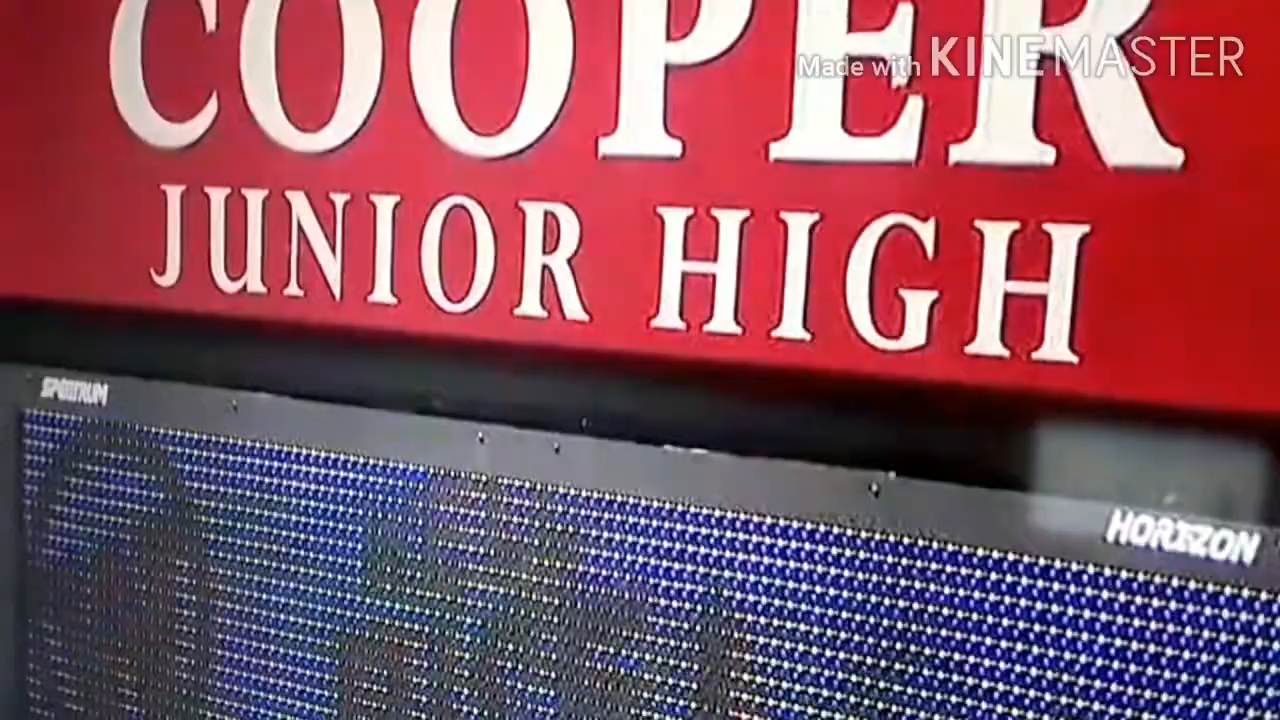 COOPER
Made with KINEMASTER
JUNIOR HIGH
SPECTRUM
HORIZON